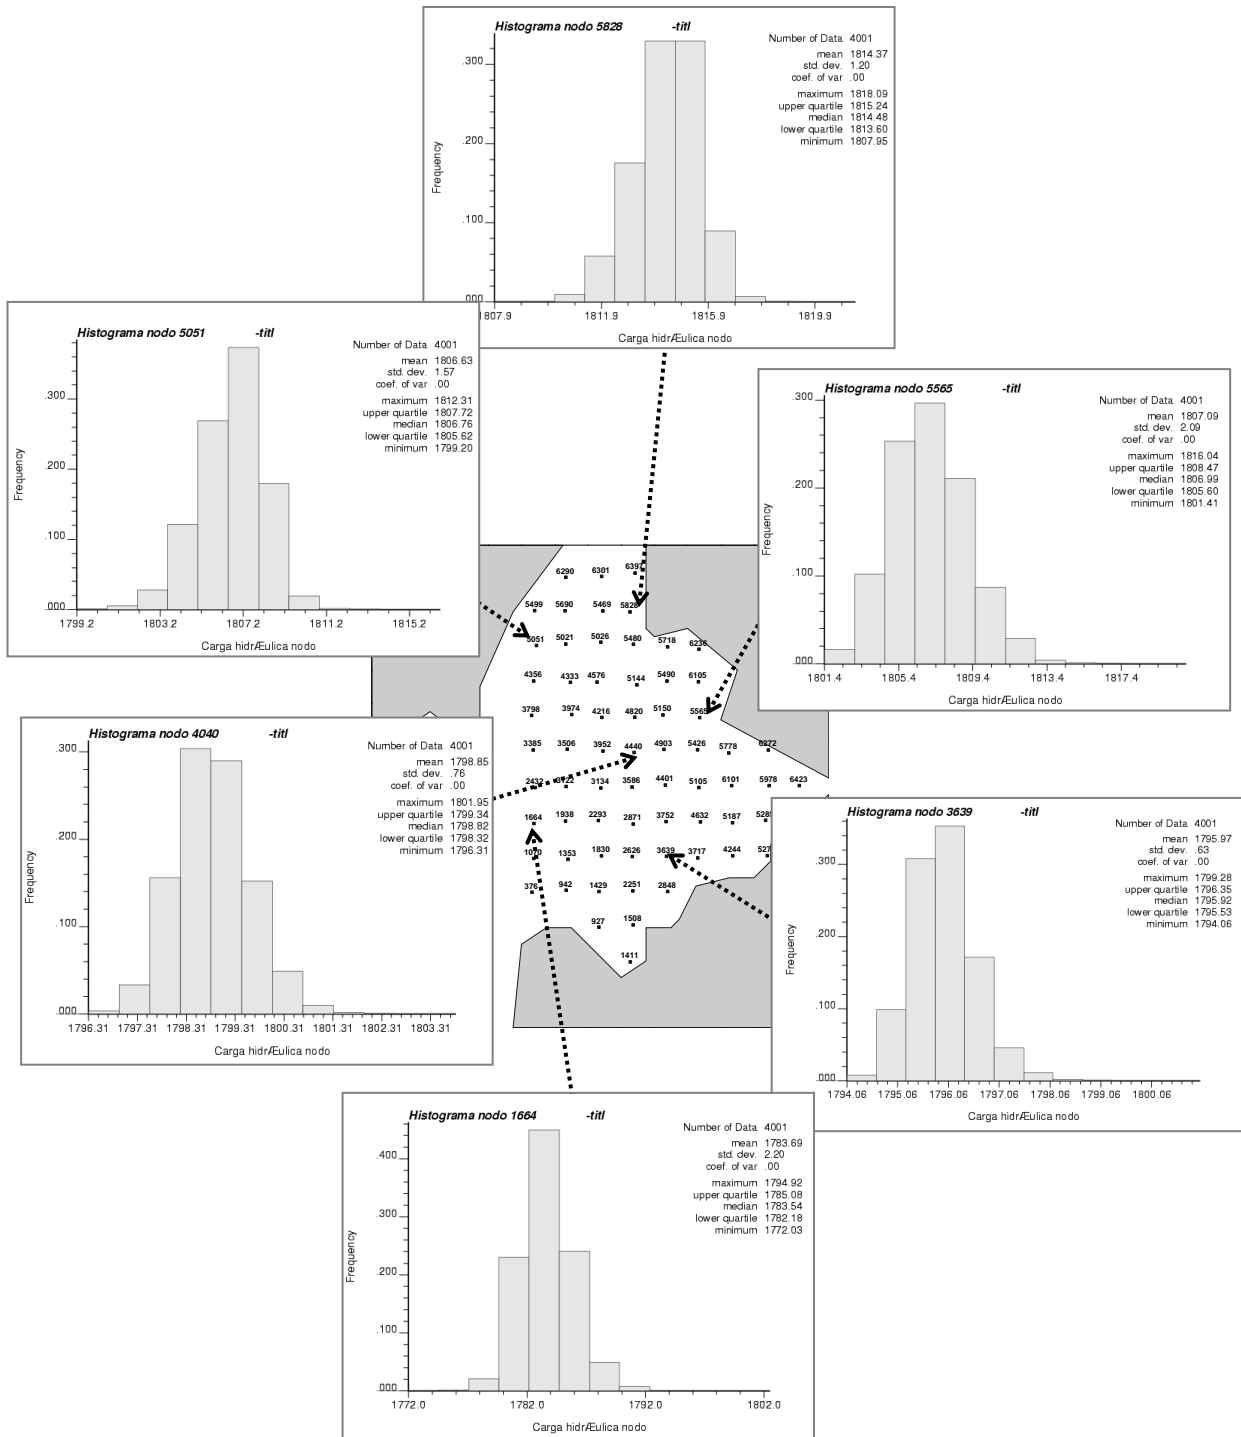 Histograma nodo 5828 -titl
Number of Data 4001
mean 1814.37
std. dev. 1.20
coef. of var .00
maximum 1818.09
upper quartile 1815.24
median 1814.48
lower quartile 1813.60
minimum 1807.95
Frequency
.300
.200
.100
.000
807.9 1811.9 1815.9 1819.9
Carga hidrÆulica nodo
Histograma nodo 5051 -titl
Number of Data 4001
mean 1806.63
std. dev. 1.57
coef. of var .00
maximum 1812.31
upper quartile 1807.72
median 1806.76
lower quartile 1805.62
minimum 1799.20
Frequency
.300
.200
.100
.000
1799.2 1803.2 1807.2 1811.2 1815.2
Carga hidrÆulica nodo
Histograma nodo 5565 -titl
Number of Data 4001
mean 1807.09
std. dev. 2.09
coef. of var .00
maximum 1816.04
upper quartile 1808.47
median 1806.99
lower quartile 1805.60
minimum 1801.41
Frequency
.300
.200
.100
.000
1801.4 1805.4 1809.4 1813.4 1817.4
Carga hidrÆulica nodo
6290 6301 6397
5499 5690 5469 5828
5051 5021 5026 5480 5718 6236
4356 4333 4576 5144 5490 6105
3798 3974 4216 4820 5150 5565
3385 3506 3952 4440 4903 5426 5778 6272
2432 3122 3134 3586 4401 5105 6101 5978 6423
1664 1938 2293 2871 3752 4632 5187 528
1070 1353 1830 2626 3639 3717 4244 527
376 942 1429 2251 2848
927 1508
1411
Histograma nodo 4040 -titl
Number of Data 4001
mean 1798.85
std. dev. .76
coef. of var .00
maximum 1801.95
upper quartile 1799.34
median 1798.82
lower quartile 1798.32
minimum 1796.31
Frequency
.300
.200
.100
.000
1796.31 1797.31 1798.31 1799.31 1800.31 1801.31 1802.31 1803.31
Carga hidrÆulica nodo
Histograma nodo 3639 -titl
Number of Data 4001
mean 1795.97
std. dev. .63
coef. of var .00
maximum 1799.28
upper quartile 1796.35
median 1795.92
lower quartile 1795.53
minimum 1794.06
Frequency
.300
.200
.100
.000
1794.06 1795.06 1796.06 1797.06 1798.06 1799.06 1800.06
Carga hidrÆulica nodo
Histograma nodo 1664 -titl
Number of Data 4001
mean 1783.69
std. dev. 2.20
coef. of var .00
maximum 1794.92
upper quartile 1785.08
median 1783.54
lower quartile 1782.18
minimum 1772.03
Frequency
.400
.300
.200
.100
.000
1772.0 1782.0 1792.0 1802.0
Carga hidrÆulica nodo